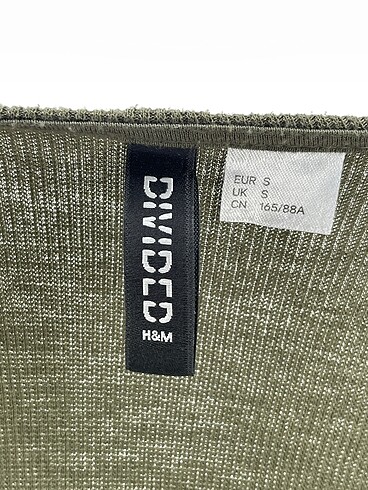 DIVIDED
H&M
EUR S
UK S
CN 165/88A